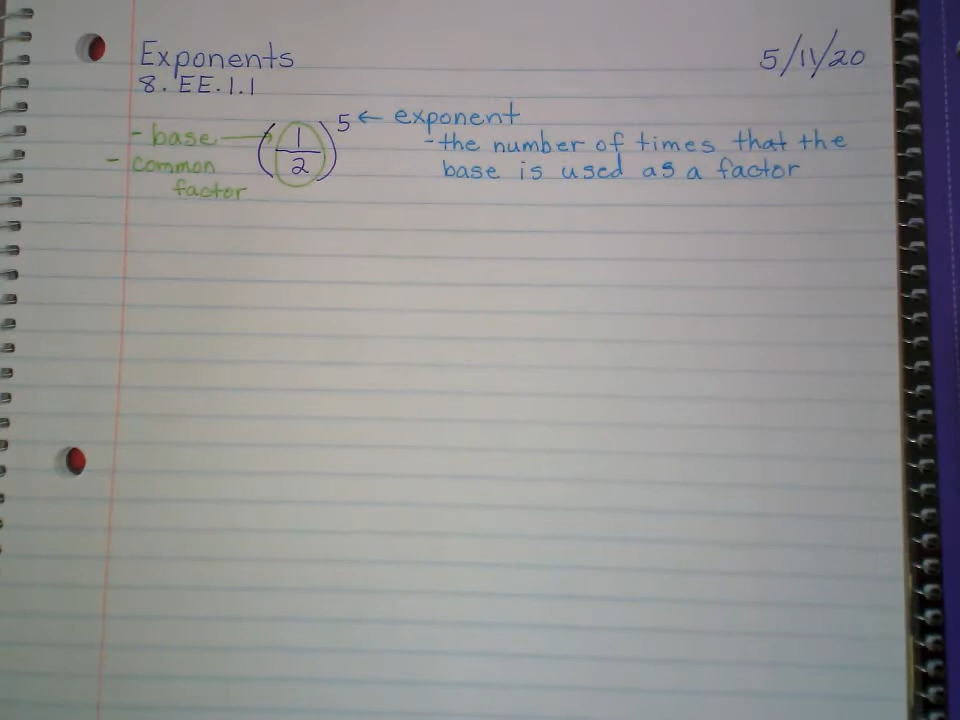 Exponents 5/11/20
8.EE.1.1
- base → (1/2)^5 ← exponent
- common factor
- the number of times that the
base is used as a factor